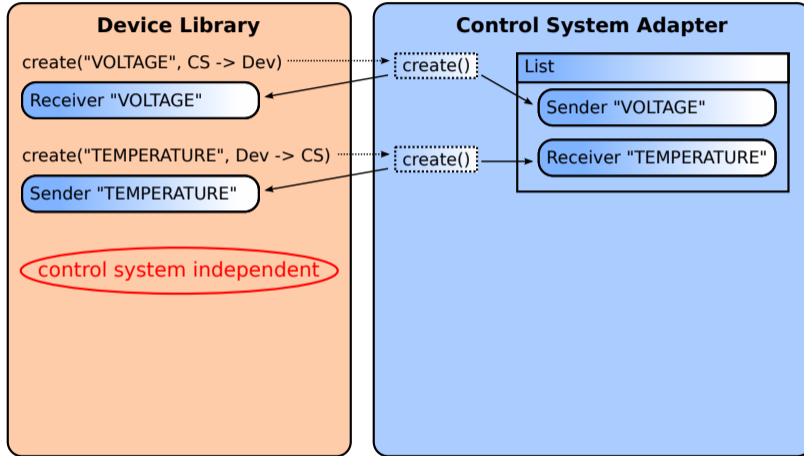 Device Library
create("VOLTAGE", CS -> Dev)
Receiver "VOLTAGE"
create("TEMPERATURE", Dev -> CS)
Sender "TEMPERATURE"
control system independent
Control System Adapter
create()
create()
List
Sender "VOLTAGE"
Receiver "TEMPERATURE"